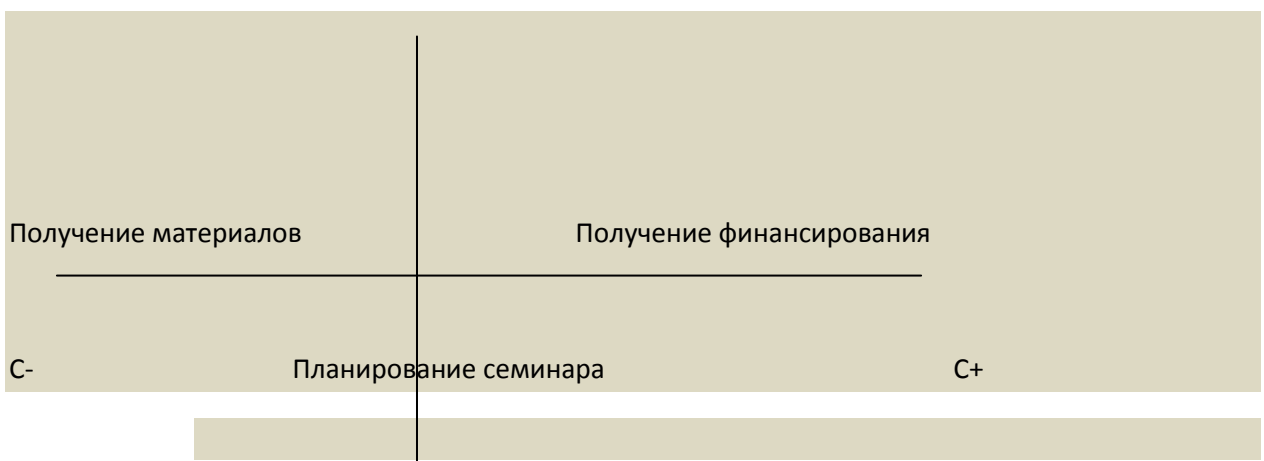 Получение материалов Получение финансирования
С- Планирование семинара С+